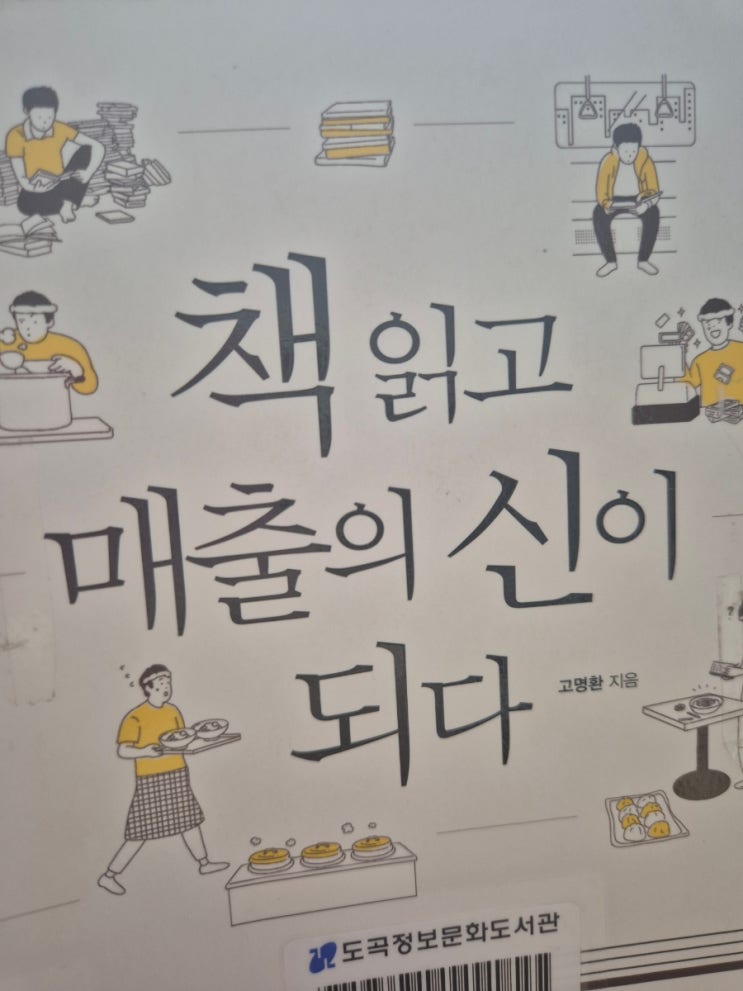 책 읽고
매출의 신이
되다
고명환 지음
도곡정보문화도서관